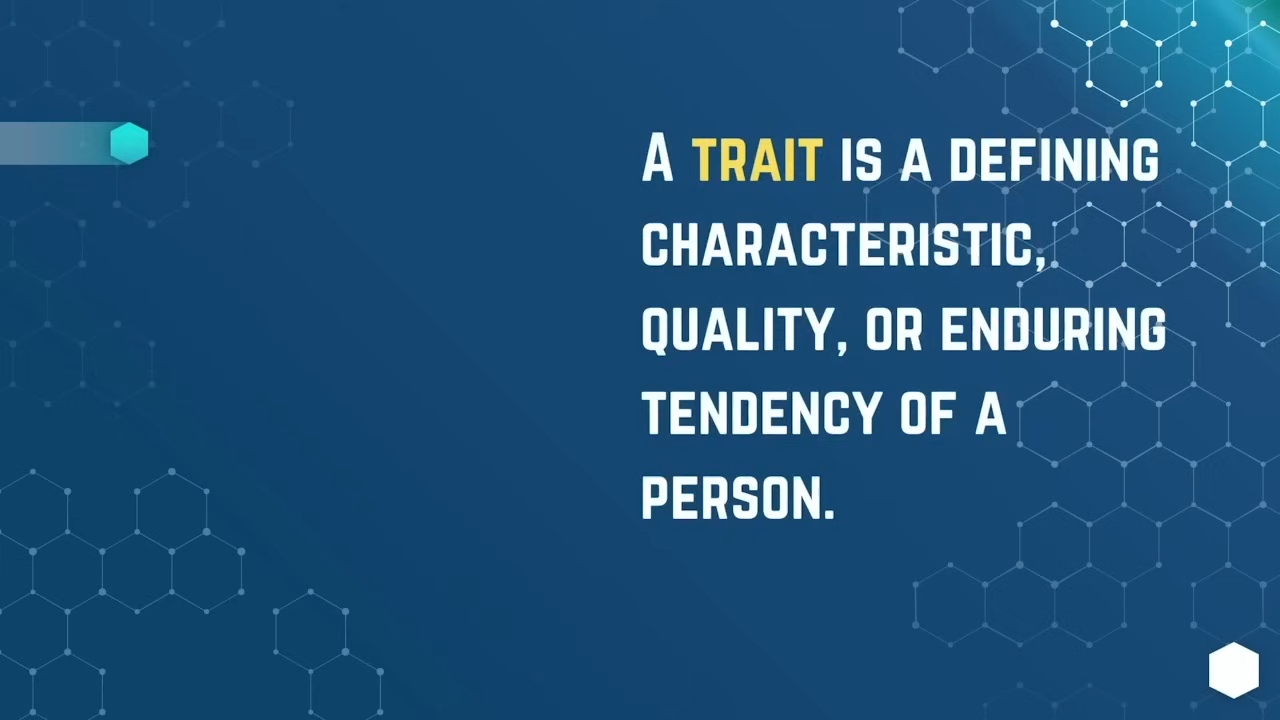 A TRAIT IS A DEFINING
CHARACTERISTIC,
QUALITY, OR ENDURING
TENDENCY OF A
PERSON.